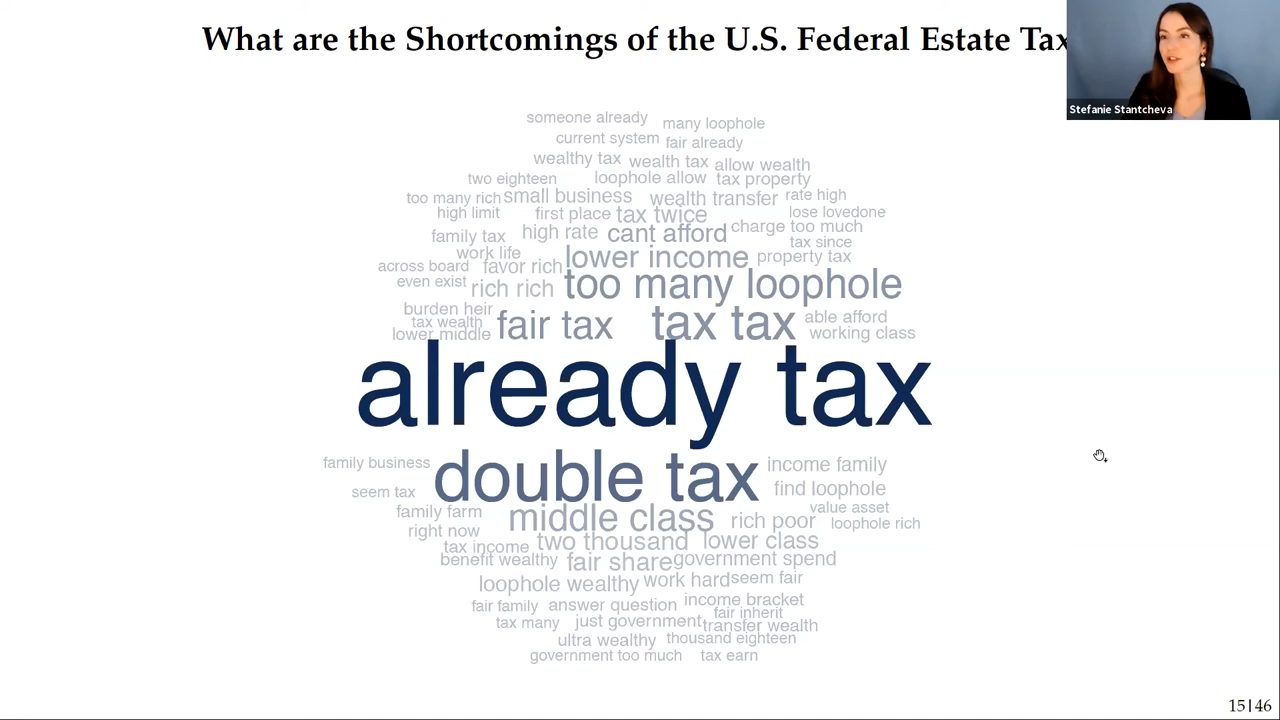 What are the Shortcomings of the U.S. Federal Estate Tax
Stefanie Stantcheva
someone already many loophole
current system fair already
wealthy tax wealth tax allow wealth
two eighteen loophole allow tax property
too many rich small business wealth transfer rate high
high limit first place tax twice lose lovedone
family tax high rate cant afford charge too much
work life tax since
across board favor rich lower income property tax
even exist rich rich too many loophole
burden heir able afford
tax wealth fair tax tax tax
lower middle working class
already tax
family business double tax income family
seem tax find loophole
family farm middle class rich poor value asset
right now loophole rich
tax income two thousand lower class
benefit wealthy fair share government spend
loophole wealthy work hard seem fair
fair family answer question income bracket
fair inherit
tax many just government transfer wealth
ultra wealthy thousand eighteen
government too much tax earn
15|46